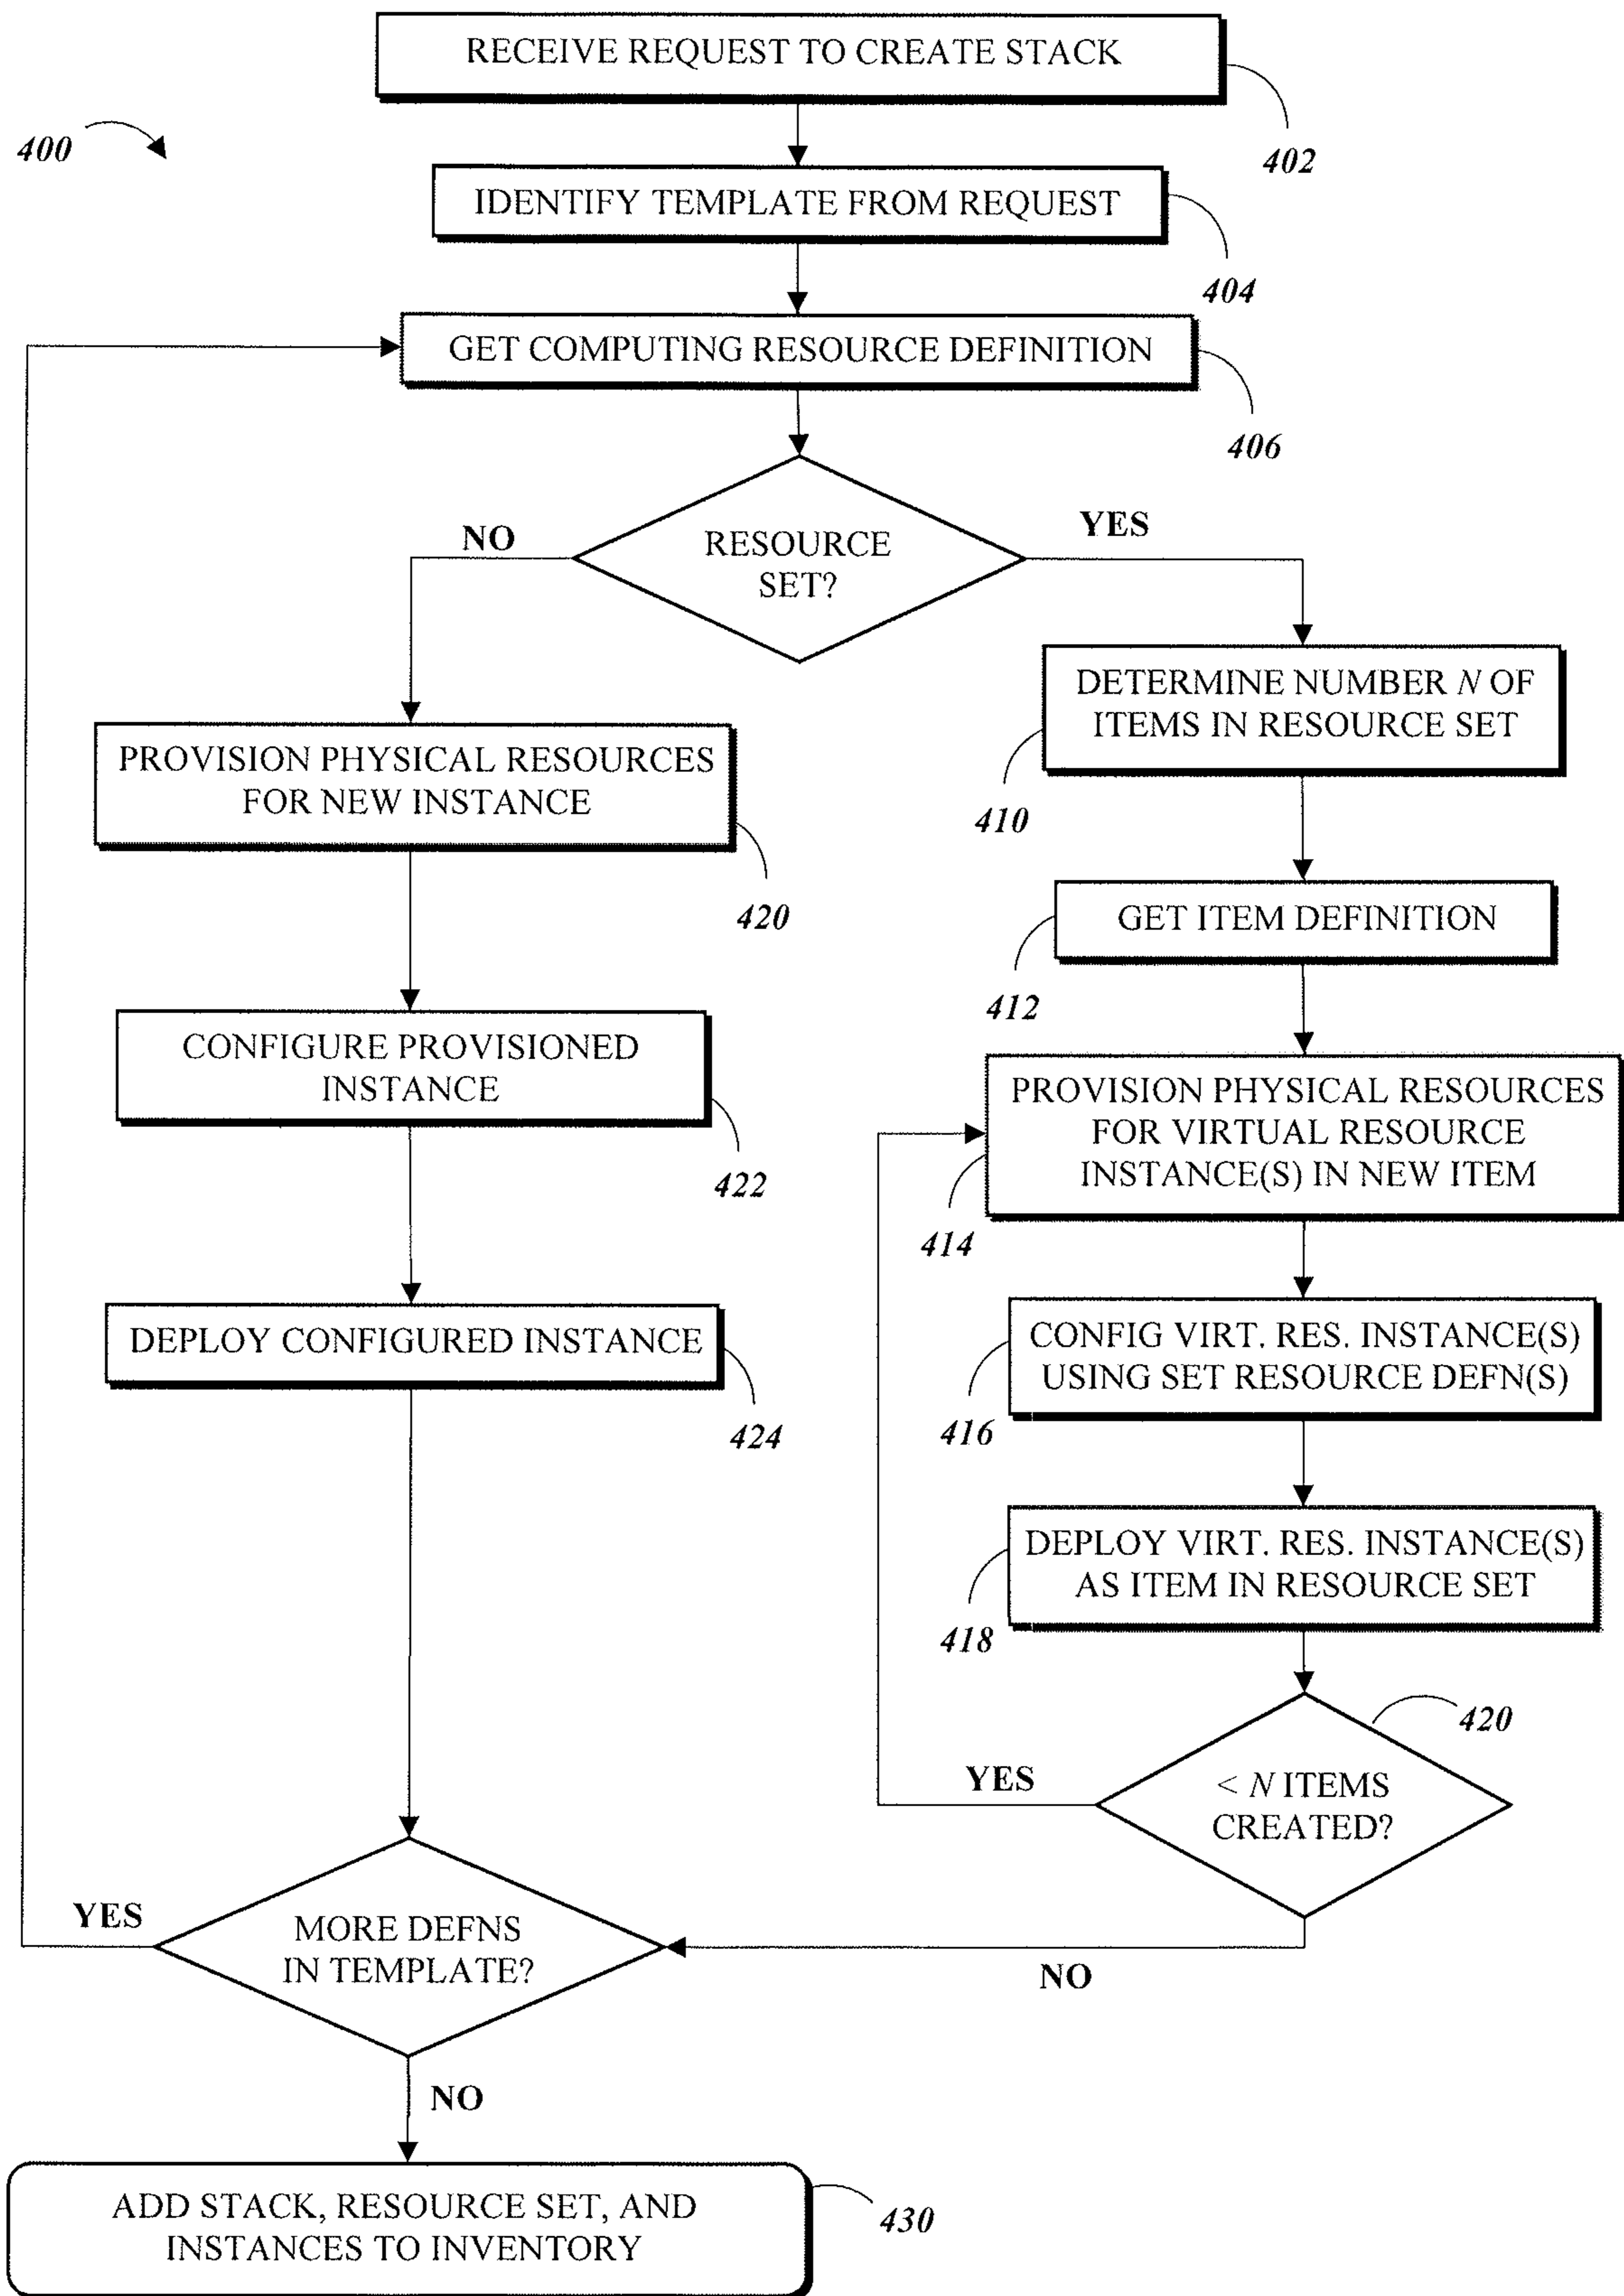 RECEIVE REQUEST TO CREATE STACK
400
402
IDENTIFY TEMPLATE FROM REQUEST
404
GET COMPUTING RESOURCE DEFINITION
406
NO
YES
RESOURCE
SET?
DETERMINE NUMBER N OF
ITEMS IN RESOURCE SET
410
PROVISION PHYSICAL RESOURCES
FOR NEW INSTANCE
420
GET ITEM DEFINITION
412
CONFIGURE PROVISIONED
INSTANCE
422
PROVISION PHYSICAL RESOURCES
FOR VIRTUAL RESOURCE
INSTANCE(S) IN NEW ITEM
414
DEPLOY CONFIGURED INSTANCE
424
CONFIG VIRT. RES. INSTANCE(S)
USING SET RESOURCE DEFN(S)
416
DEPLOY VIRT. RES. INSTANCE(S)
AS ITEM IN RESOURCE SET
418
420
YES
< N ITEMS
CREATED?
YES
MORE DEFNS
IN TEMPLATE?
NO
NO
ADD STACK, RESOURCE SET, AND
INSTANCES TO INVENTORY
430